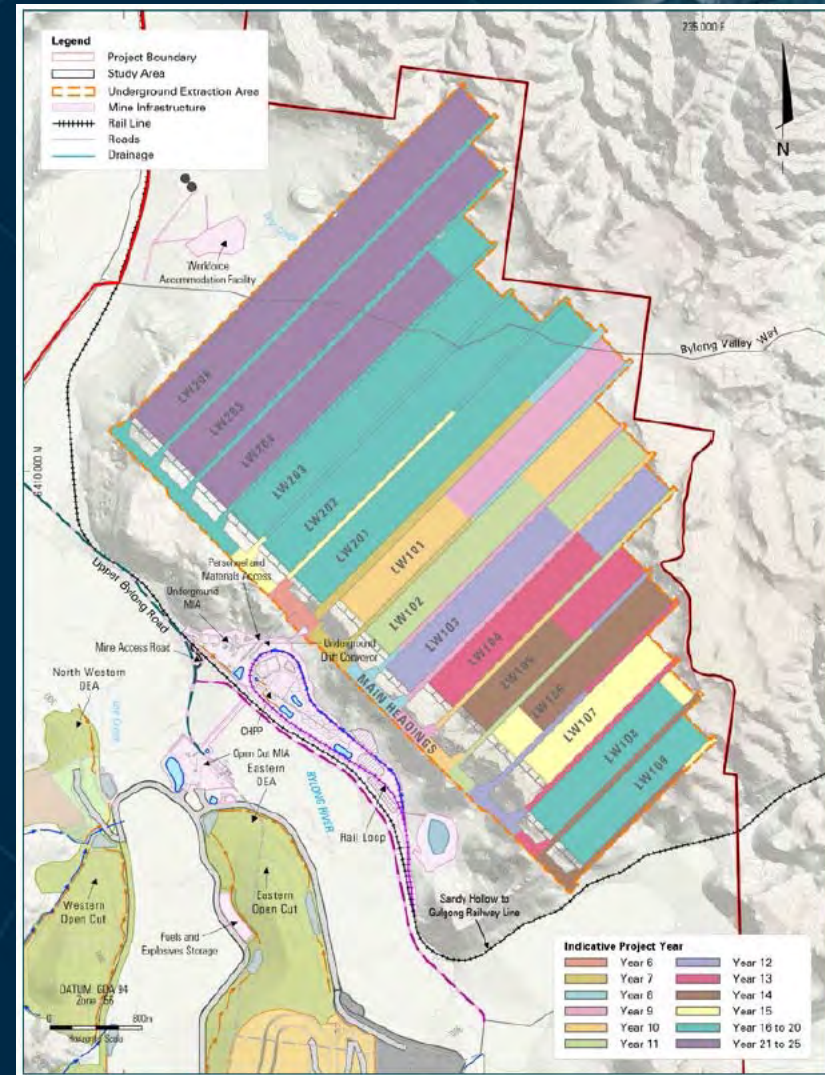 Legend
Project Boundary
Study Area
Underground Extraction Area
Mine Infrastructure
Rail Line
Roads
Drainage
235 000 E
N
Workforce
Accommodation Facility
Bylong Valley Way
LW206
LW205
LW204
LW203
LW202
LW201
LW101
LW102
LW103
LW104
LW105
LW106
LW107
LW108
LW109
MAIN HEADINGS
Upper Bylong Road
Personnel and
Materials Access
Underground
MIA
Mine Access Road
Underground
Drift Conveyor
North Western
OEA
CHPP
Open Cut MIA
Eastern
OEA
BYLONG RIVER
Rail Loop
Western
Open Cut
Eastern
Open Cut
Fuels and
Explosives Storage
Sandy Hollow to
Gulgong Railway Line
DATUM: GDA 94
Zone: 56
0 800m
Horizontal Scale
Indicative Project Year
Year 6
Year 7
Year 8
Year 9
Year 10
Year 11
Year 12
Year 13
Year 14
Year 15
Year 16 to 20
Year 21 to 25